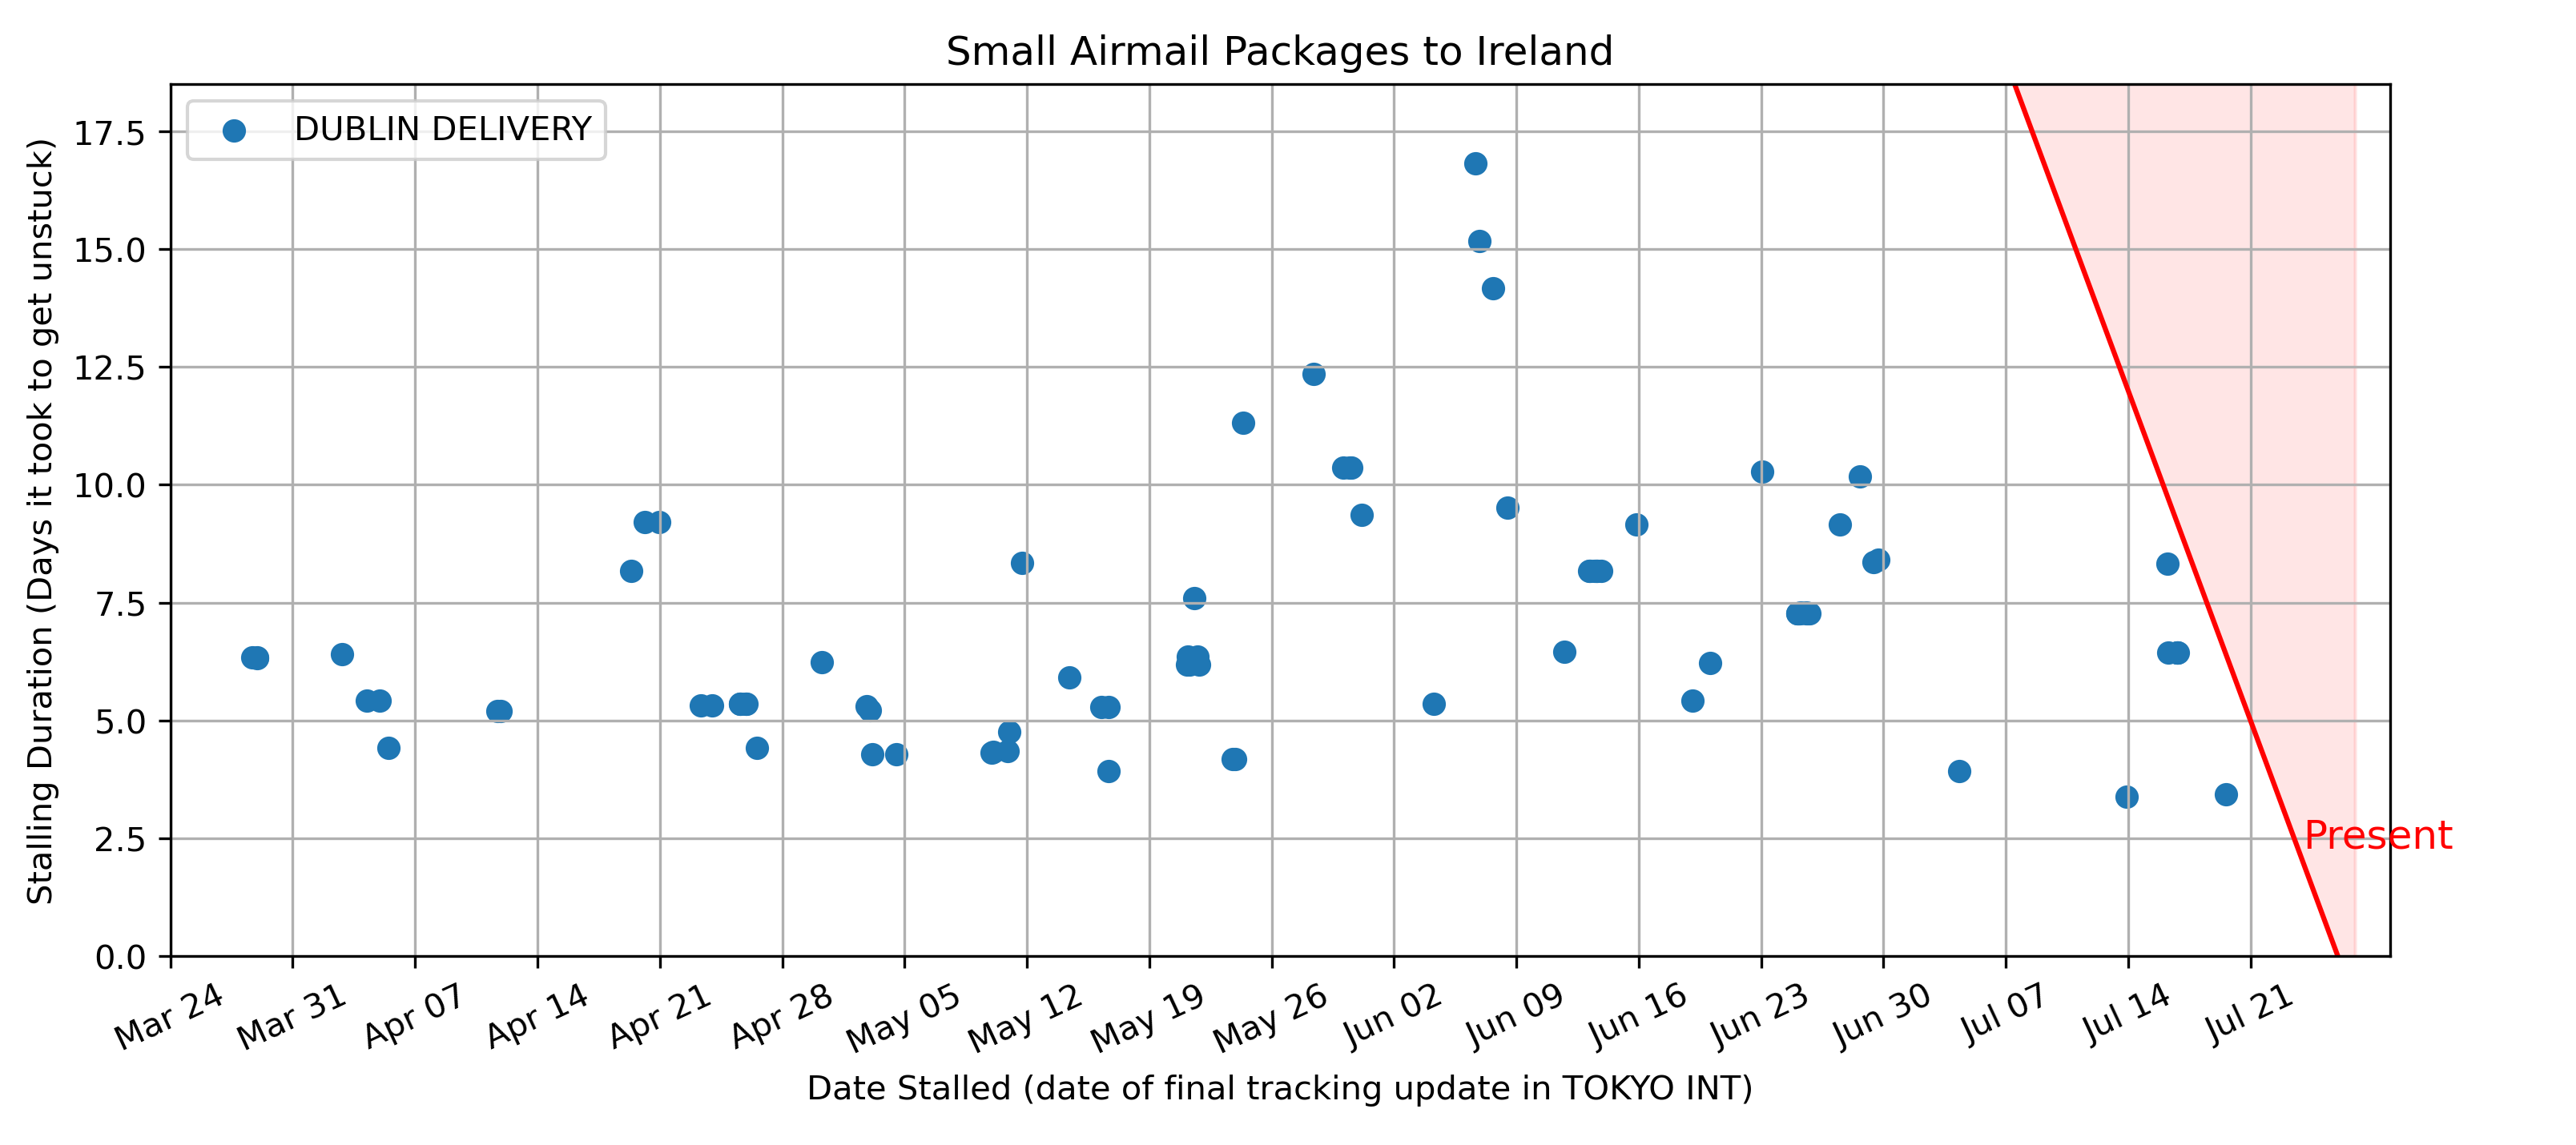 Small Airmail Packages to Ireland
DUBLIN DELIVERY
Stalling Duration (Days it took to get unstuck)
17.5
15.0
12.5
10.0
7.5
5.0
2.5
0.0
Present
Mar 24
Mar 31
Apr 07
Apr 14
Apr 21
Apr 28
May 05
May 12
May 19
May 26
Jun 02
Jun 09
Jun 16
Jun 23
Jun 30
Jul 07
Jul 14
Jul 21
Date Stalled (date of final tracking update in TOKYO INT)